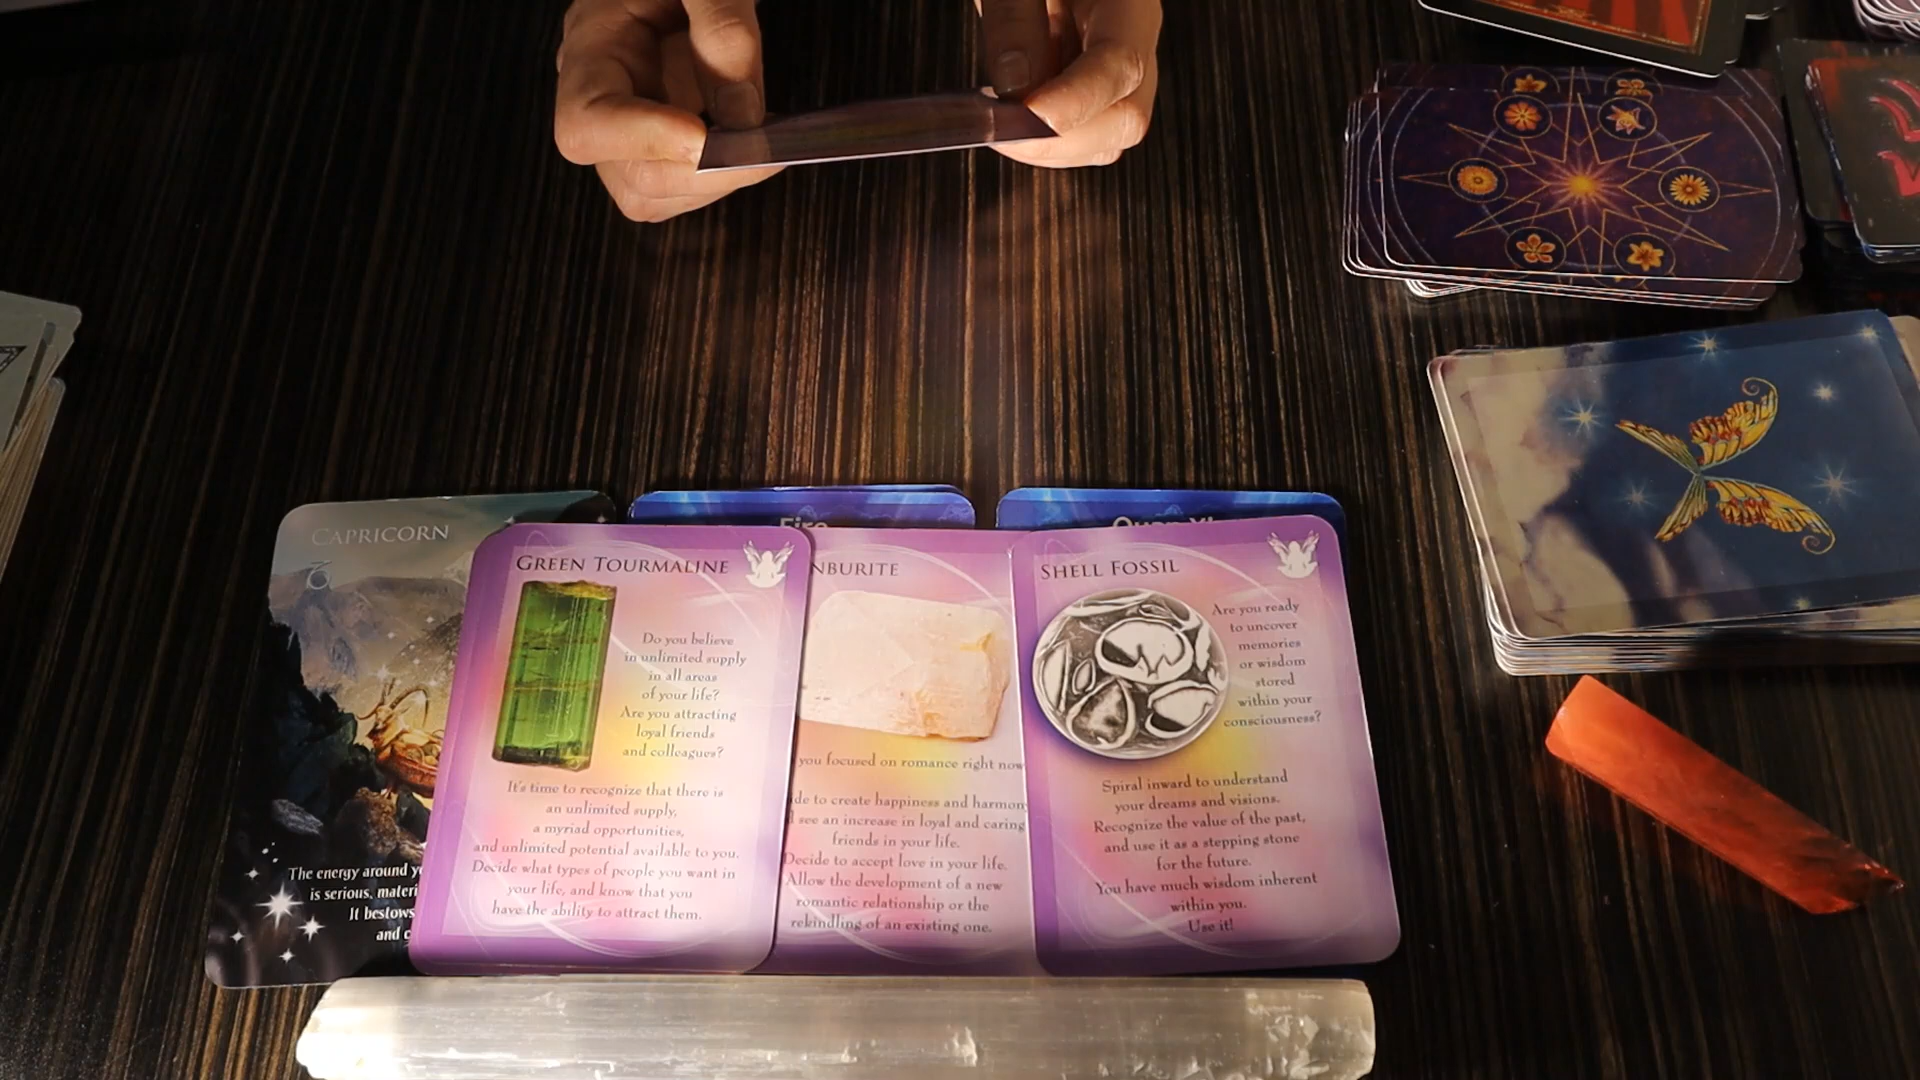 CAPRICORN
The energy around
is serious,
It bestows
and
Fire
GREEN TOURMALINE
Do you believe
in unlimited supply
in all areas
of your life?
Are you attracting
loyal friends
and colleagues?
It's time to recognize that there is
an unlimited supply,
a myriad opportunities,
and unlimited potential available to you.
Decide what types of people you want in
your life, and know that you
have the ability to attract them.
NBURITE
you focused on romance right now
de to create happiness and harmony
see an increase in loyal and caring
friends in your life.
Decide to accept love in your life.
Allow the development of a new
romantic relationship or the
rekindling of an existing one.
SHELL FOSSIL
Are you ready
to uncover
memories
or wisdom
stored
within your
consciousness?
Spiral inward to understand
your dreams and visions.
Recognize the value of the past,
and use it as a stepping stone
for the future.
You have much wisdom inherent
within you.
Use it!